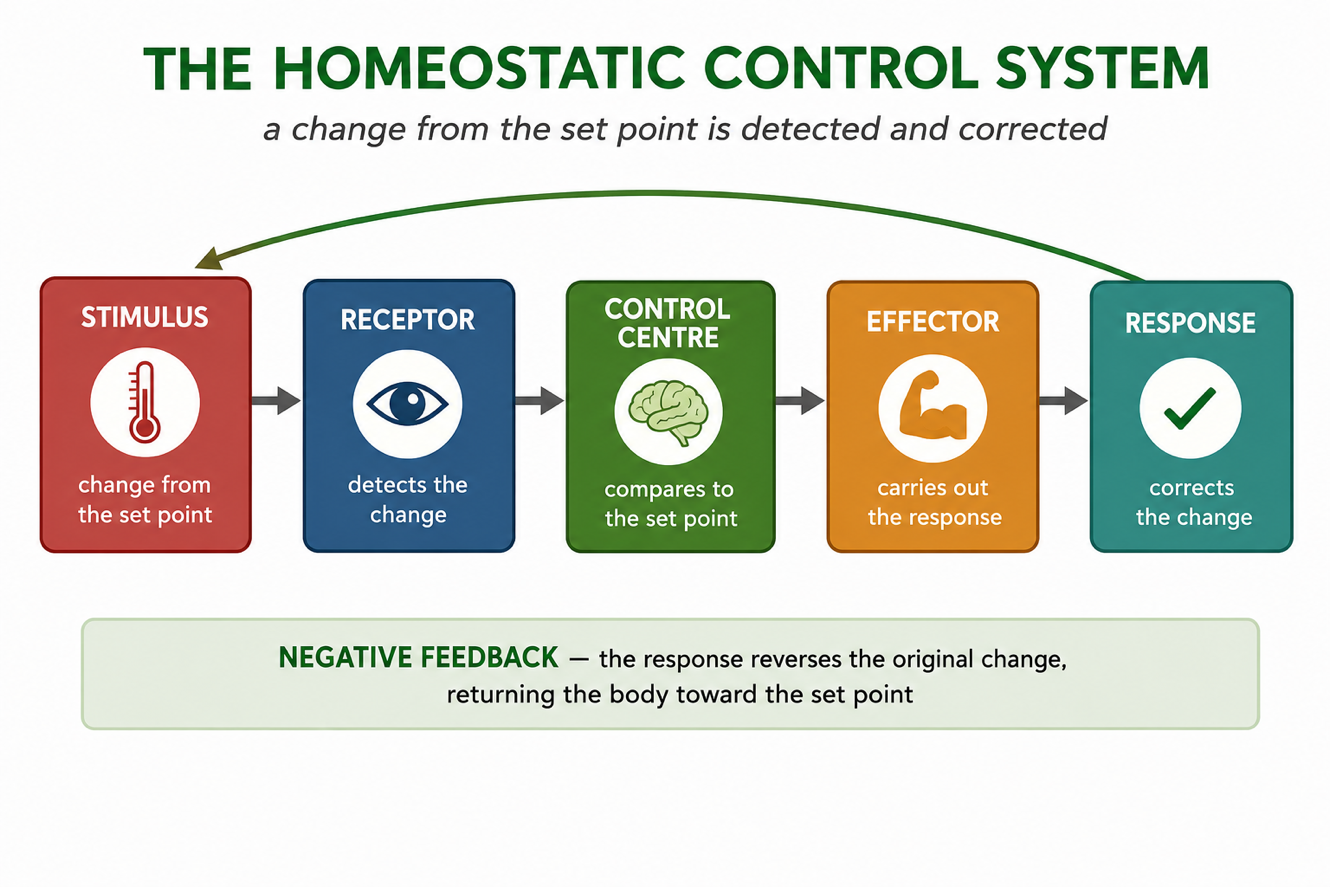 THE HOMEOSTATIC CONTROL SYSTEM
a change from the set point is detected and corrected
STIMULUS
change from
the set point
RECEPTOR
detects the
change
CONTROL
CENTRE
compares to
the set point
EFFECTOR
carries out
the response
RESPONSE
corrects
the change
NEGATIVE FEEDBACK — the response reverses the original change,
returning the body toward the set point